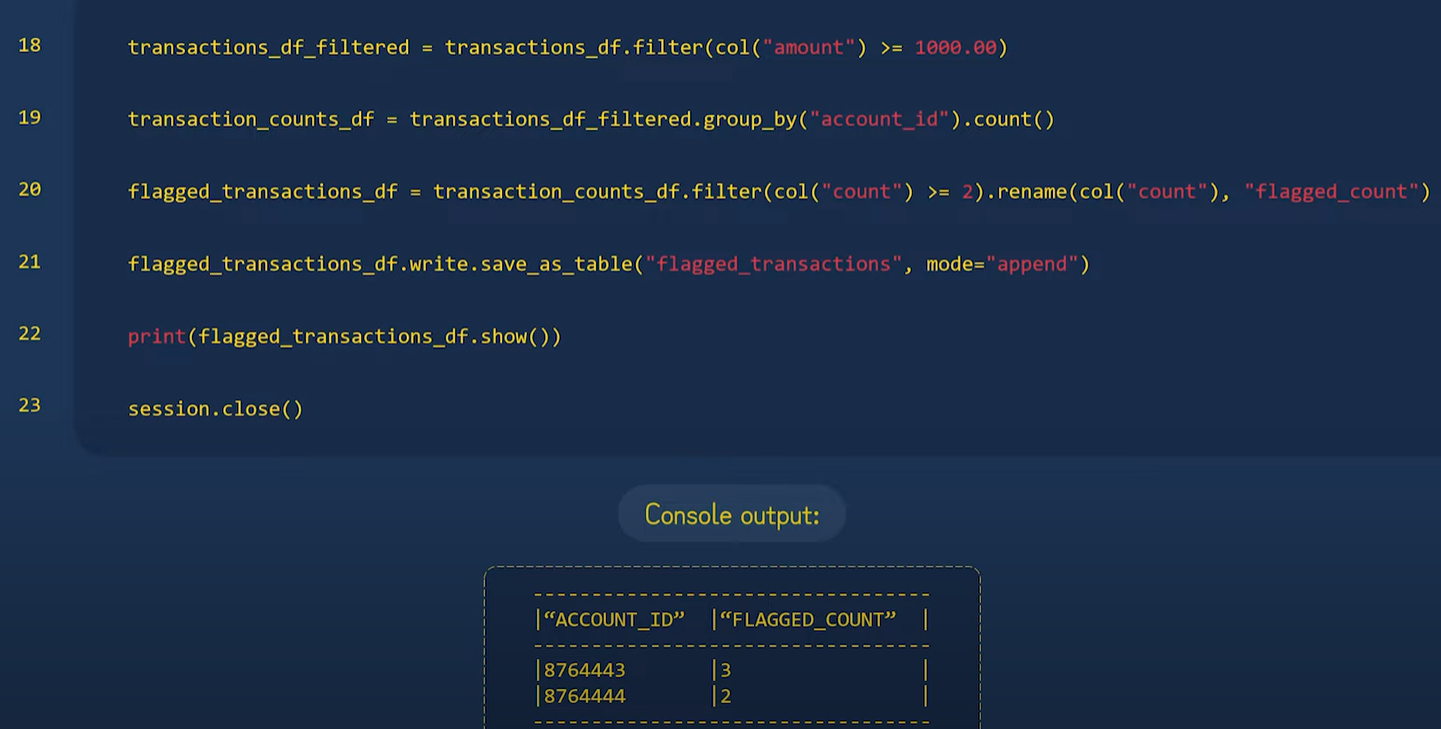 18 transactions_df_filtered = transactions_df.filter(col("amount") >= 1000.00)
19 transaction_counts_df = transactions_df_filtered.group_by("account_id").count()
20 flagged_transactions_df = transaction_counts_df.filter(col("count") >= 2).rename(col("count"), "flagged_count")
21 flagged_transactions_df.write.save_as_table("flagged_transactions", mode="append")
22 print(flagged_transactions_df.show())
23 session.close()
Console output:
----------------------------------
|“ACCOUNT_ID” |“FLAGGED_COUNT” |
----------------------------------
|8764443 |3 |
|8764444 |2 |
----------------------------------